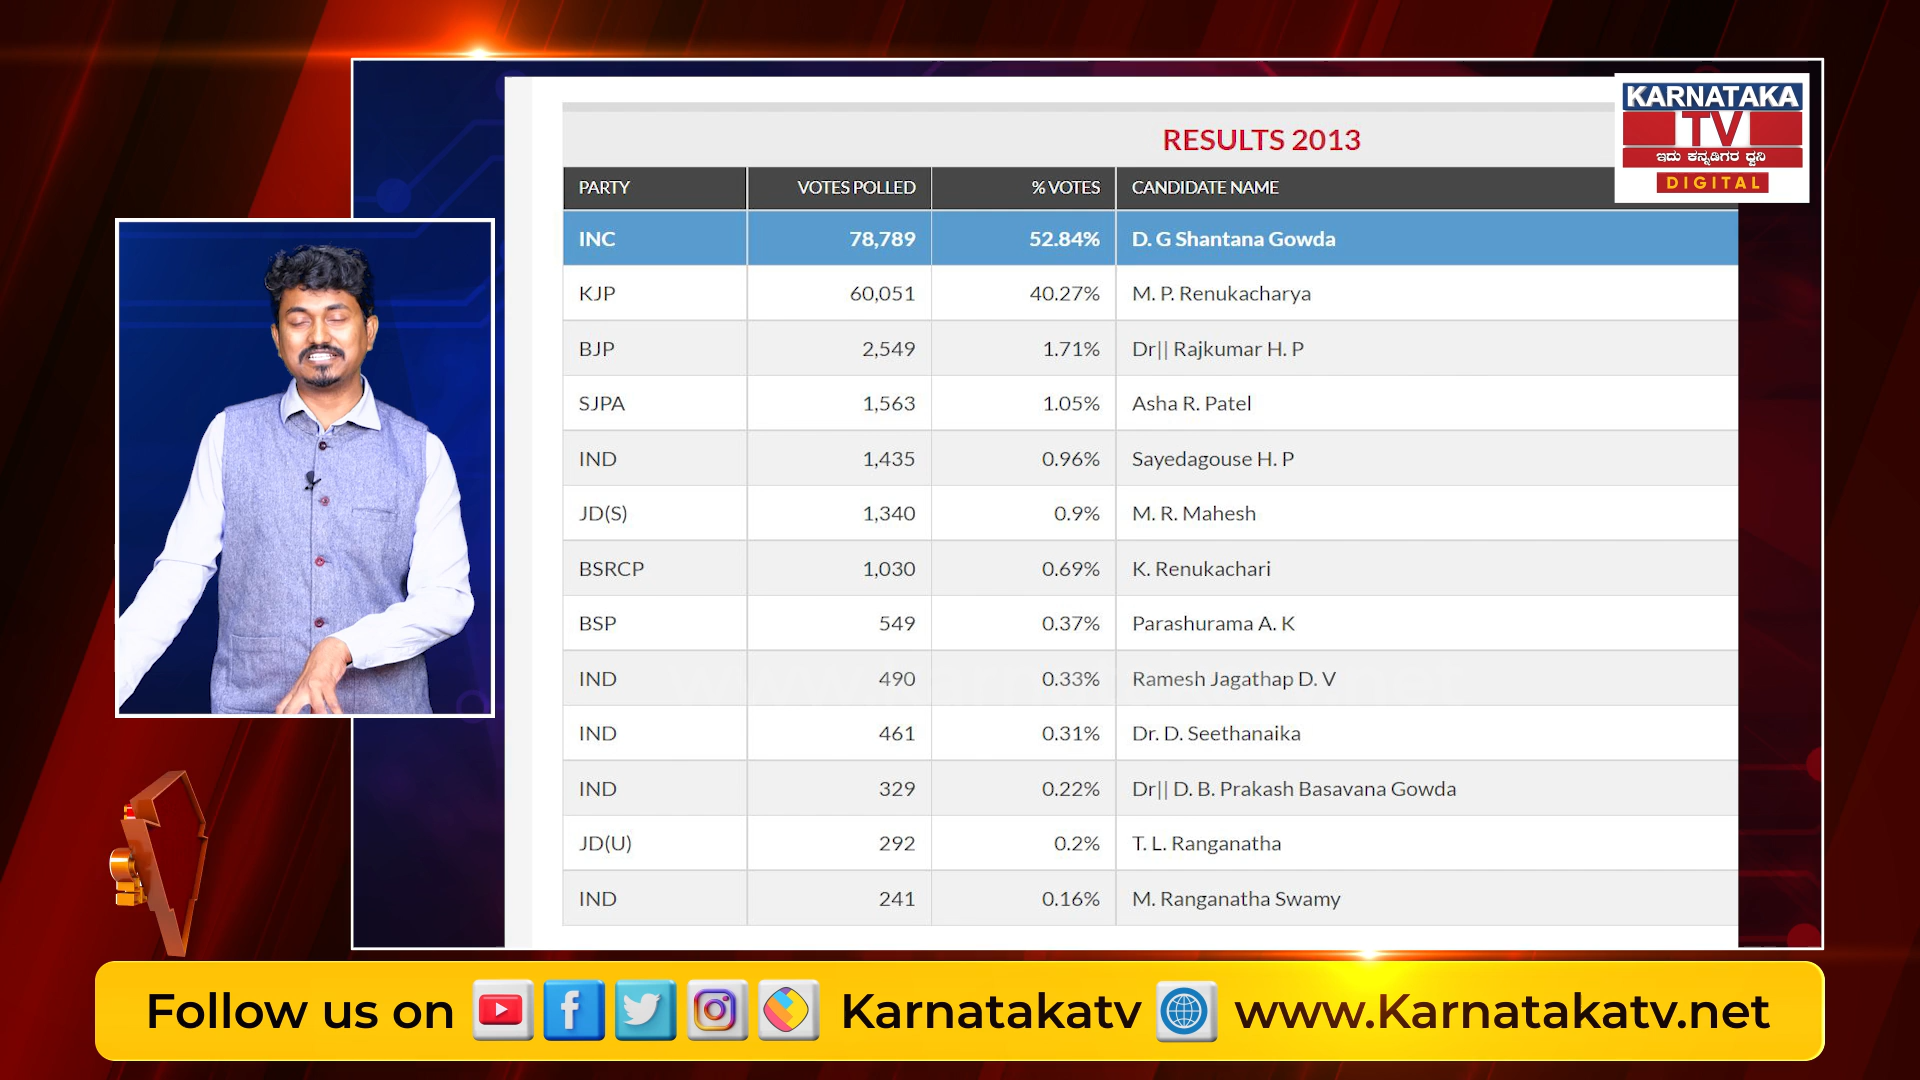 KARNATAKA
TV
ಇದು ಕನ್ನಡಿಗರ ಧ್ವನಿ
DIGITAL
RESULTS 2013
PARTY VOTES POLLED % VOTES CANDIDATE NAME
INC 78,789 52.84% D. G Shantana Gowda
KJP 60,051 40.27% M. P. Renukacharya
BJP 2,549 1.71% Dr|| Rajkumar H. P
SJPA 1,563 1.05% Asha R. Patel
IND 1,435 0.96% Sayedagouse H. P
JD(S) 1,340 0.9% M. R. Mahesh
BSRCP 1,030 0.69% K. Renukachari
BSP 549 0.37% Parashurama A. K
IND 490 0.33% Ramesh Jagathap D. V
IND 461 0.31% Dr. D. Seethanaika
IND 329 0.22% Dr|| D. B. Prakash Basavana Gowda
JD(U) 292 0.2% T. L. Ranganatha
IND 241 0.16% M. Ranganatha Swamy
Follow us on Karnatakatv www.Karnatakatv.net